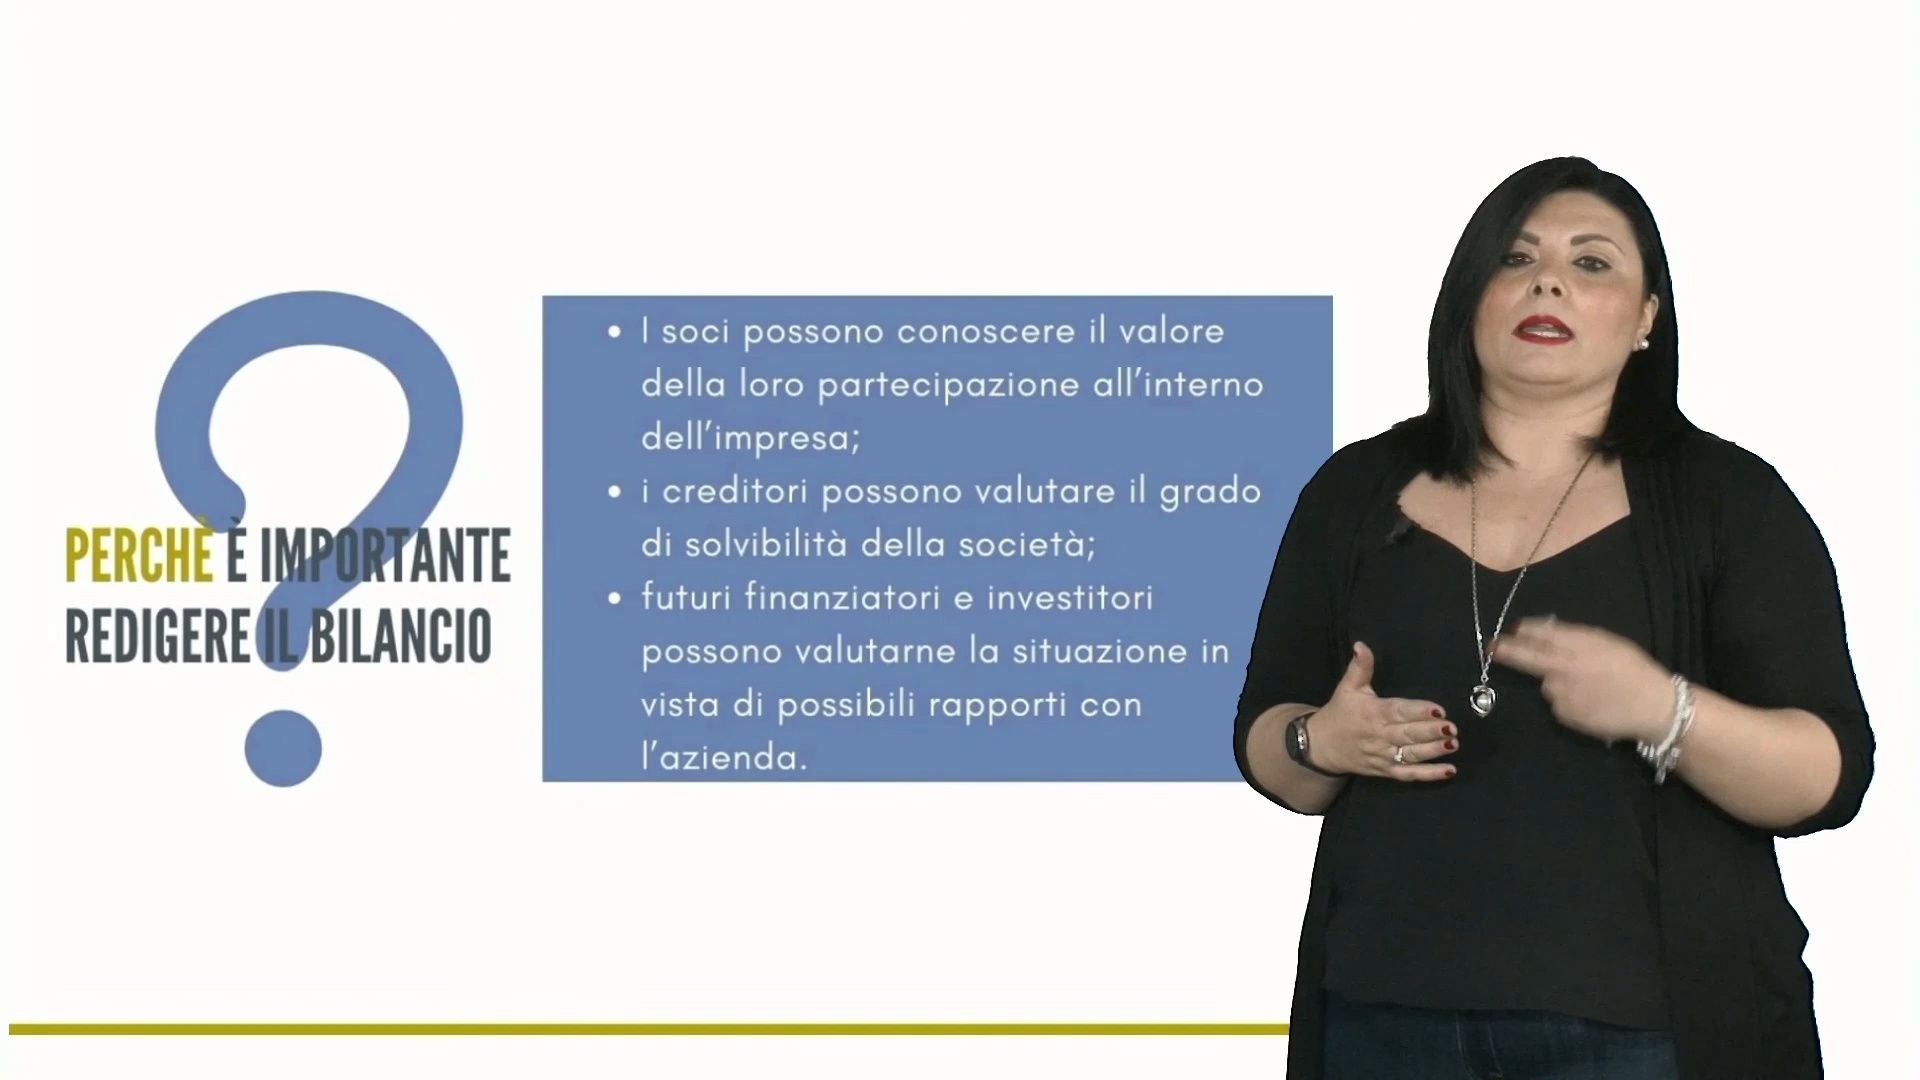 PERCHÈ È IMPORTANTE
REDIGERE IL BILANCIO
• I soci possono conoscere il valore
della loro partecipazione all'interno
dell'impresa;
• i creditori possono valutare il grado
di solvibilità della società;
• futuri finanziatori e investitori
possono valutarne la situazione in
vista di possibili rapporti con
l'azienda.